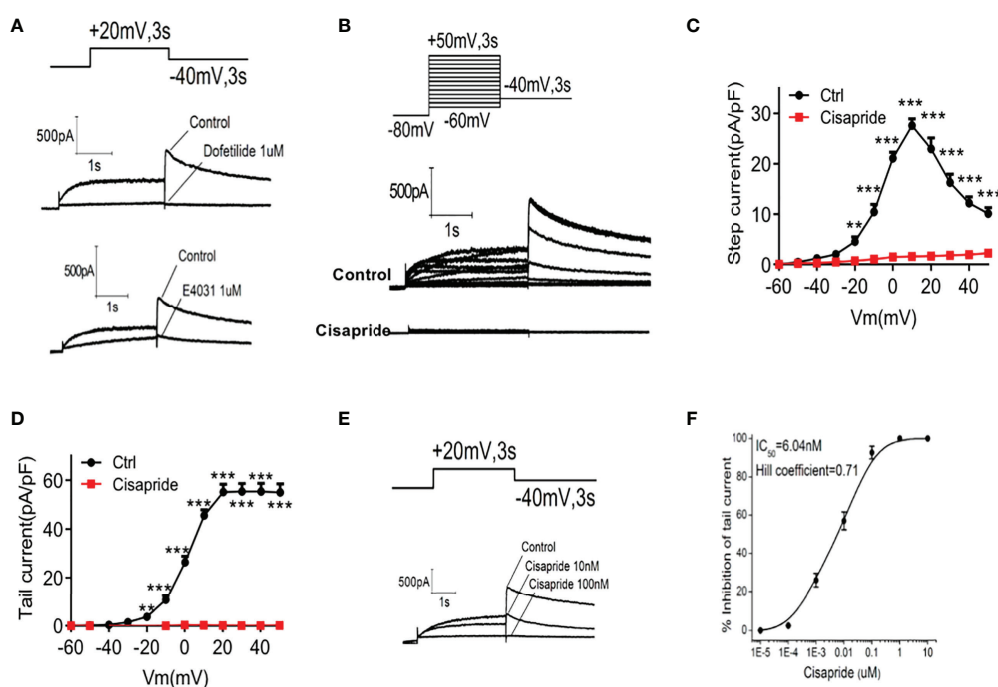 A
+20mV,3s
-40mV,3s
500pA
1s
Control
Dofetilide 1uM
500pA
1s
Control
E4031 1uM
B
+50mV,3s
-40mV,3s
-80mV
-60mV
500pA
1s
Control
Cisapride
C
Step current(pA/pF)
30
20
10
0
-60 -40 -20 0 20 40
Vm(mV)
Ctrl
Cisapride
** *** *** *** *** *** *** ***
D
Tail current(pA/pF)
60
40
20
0
-60 -40 -20 0 20 40
Vm(mV)
Ctrl
Cisapride
** *** *** *** *** *** *** ***
E
+20mV,3s
-40mV,3s
500pA
1s
Control
Cisapride 10nM
Cisapride 100nM
F
% Inbition of tail current
100
80
60
40
20
0
IC50=6.04nM
Hill coefficient=0.71
1E-5 1E-4 1E-3 0.01 0.1 1 10
Cisapride (uM)